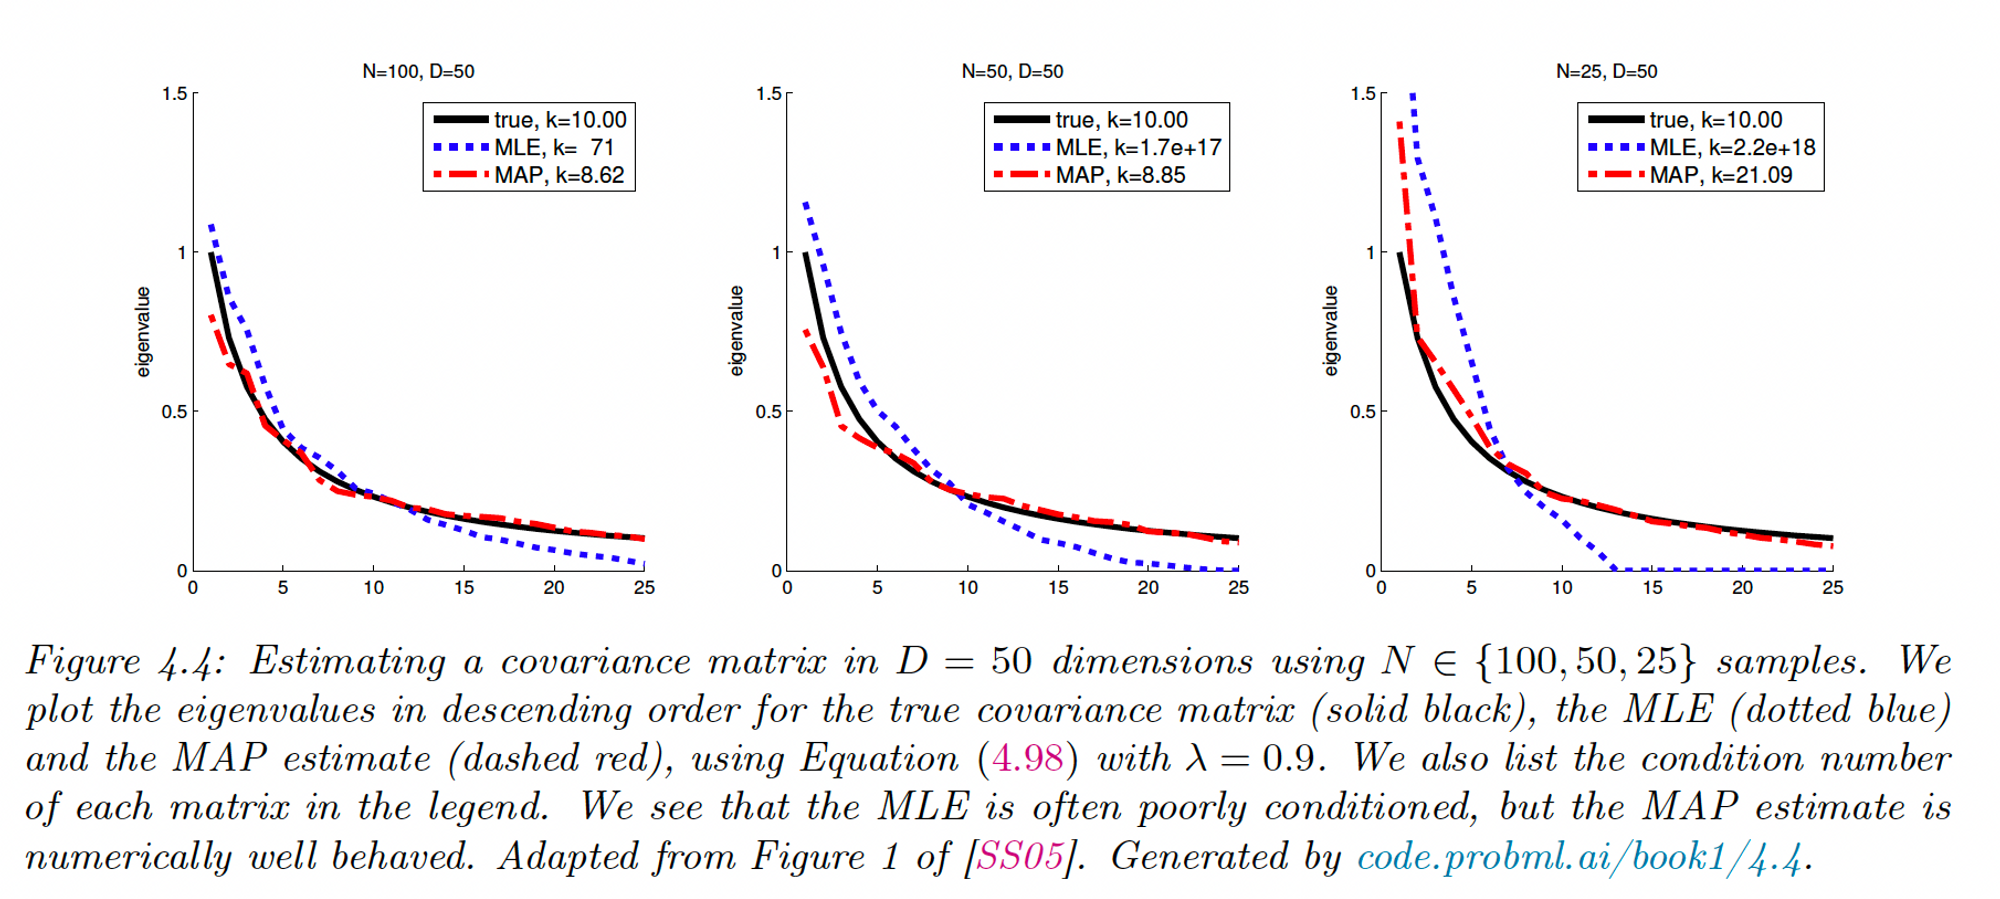 N=100, D=50
1.5
1
0.5
0
eigenvalue
true, k=10.00
MLE, k= 71
MAP, k=8.62
0 5 10 15 20 25
N=50, D=50
1.5
1
0.5
0
eigenvalue
true, k=10.00
MLE, k=1.7e+17
MAP, k=8.85
0 5 10 15 20 25
N=25, D=50
1.5
1
0.5
0
eigenvalue
true, k=10.00
MLE, k=2.2e+18
MAP, k=21.09
0 5 10 15 20 25
Figure 4.4: Estimating a covariance matrix in D = 50 dimensions using N ∈ {100, 50, 25} samples. We
plot the eigenvalues in descending order for the true covariance matrix (solid black), the MLE (dotted blue)
and the MAP estimate (dashed red), using Equation (4.98) with λ = 0.9. We also list the condition number
of each matrix in the legend. We see that the MLE is often poorly conditioned, but the MAP estimate is
numerically well behaved. Adapted from Figure 1 of [SS05]. Generated by code.probml.ai/book1/4.4.